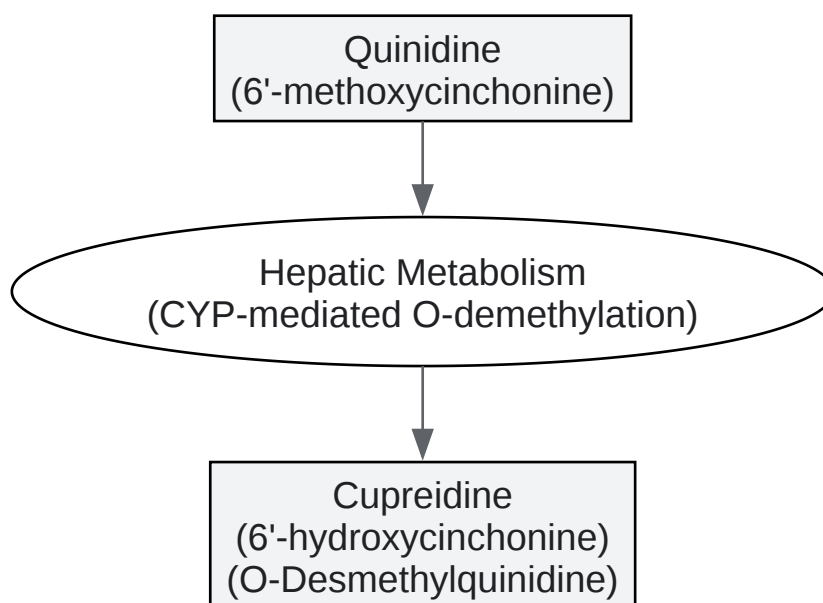 Quinidine
(6'-methoxycinchonine)
Hepatic Metabolism
(CYP-mediated O-demethylation)
Cupreidine
(6'-hydroxycinchonine)
(O-Desmethylquinidine)